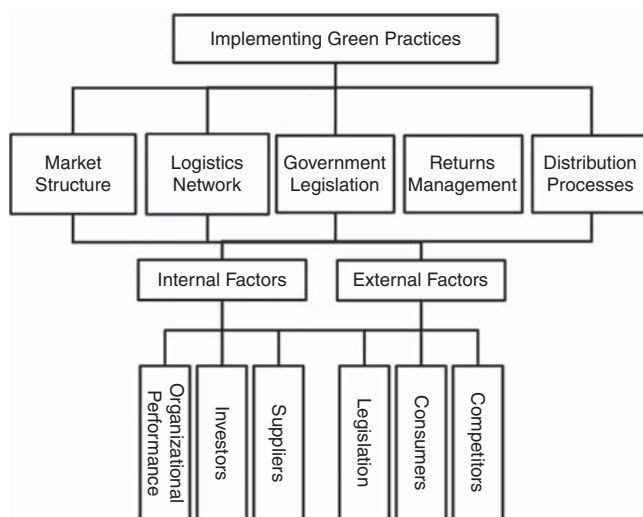 Implementing Green Practices
Market
Structure
Logistics
Network
Government
Legislation
Returns
Management
Distribution
Processes
Internal Factors
External Factors
Organizational
Performance
Investors
Suppliers
Legislation
Consumers
Competitors